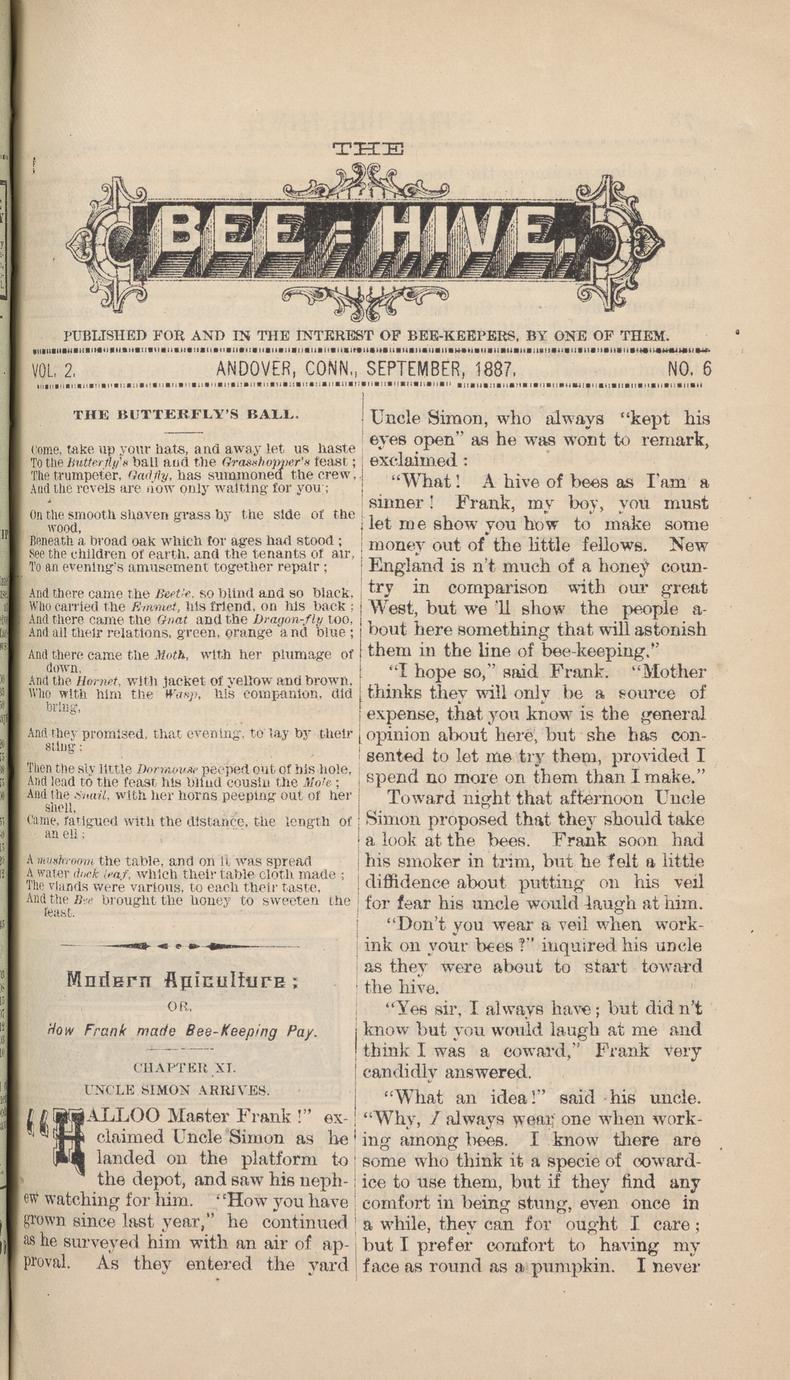 THE
BEE=HIVE.
PUBLISHED FOR AND IN THE INTEREST OF BEE-KEEPERS, BY ONE OF THEM.
VOL. 2. ANDOVER, CONN., SEPTEMBER, 1887. NO. 6
THE BUTTERFLY'S BALL.
Come, take up your hats, and away let us haste
To the Butterfly's ball and the Grasshopper's feast;
The trumpeter, Gadfly, has summoned the crew,
And the revels are now only waiting for you;
On the smooth shaven grass by the side of the
wood,
Beneath a broad oak which for ages had stood;
See the children of earth, and the tenants of air,
To an evening's amusement together repair;
And there came the Beetle, so blind and so black,
Who carried the Emmet, his friend, on his back;
And there came the Gnat and the Dragon-fly too,
And all their relations, green, orange and blue;
And there came the Moth, with her plumage of
down,
And the Hornet, with jacket of yellow and brown,
Who with him the Wasp, his companion, did
bring,
And they promised, that evening, to lay by their
sting;
Then the sly little Dormouse peeped out of his hole,
And lead to the feast his blind cousin the Mole;
And the Snail, with her horns peeping out of her
shell,
Came, fatigued with the distance, the length of
an ell;
A mushroom the table, and on it was spread
A water dock leaf, which their table cloth made;
The viands were various, to each their taste,
And the Bee brought the honey to sweeten the
feast.
Modern Apiculture;
OR,
How Frank made Bee-Keeping Pay.
CHAPTER XI.
UNCLE SIMON ARRIVES.
"HALLOO Master Frank!" ex-
claimed Uncle Simon as he
landed on the platform to
the depot, and saw his neph-
ew watching for him. "How you have
grown since last year," he continued
as he surveyed him with an air of ap-
proval. As they entered the yard
Uncle Simon, who always "kept his
eyes open" as he was wont to remark,
exclaimed:
"What! A hive of bees as I'am a
sinner! Frank, my boy, you must
let me show you how to make some
money out of the little fellows. New
England is n't much of a honey coun-
try in comparison with our great
West, but we 'll show the people a-
bout here something that will astonish
them in the line of bee-keeping."
"I hope so," said Frank. "Mother
thinks they will only be a source of
expense, that you know is the general
opinion about here, but she has con-
sented to let me try them, provided I
spend no more on them than I make."
Toward night that afternoon Uncle
Simon proposed that they should take
a look at the bees. Frank soon had
his smoker in trim, but he felt a little
diffidence about putting on his veil
for fear his uncle would laugh at him.
"Don't you wear a veil when work-
ink on your bees?" inquired his uncle
as they were about to start toward
the hive.
"Yes sir, I always have; but did n't
know but you would laugh at me and
think I was a coward," Frank very
candidly answered.
"What an idea!" said his uncle.
"Why, I always wear one when work-
ing among bees. I know there are
some who think it a specie of coward-
ice to use them, but if they find any
comfort in being stung, even once in
a while, they can for ought I care;
but I prefer comfort to having my
face as round as a pumpkin. I never